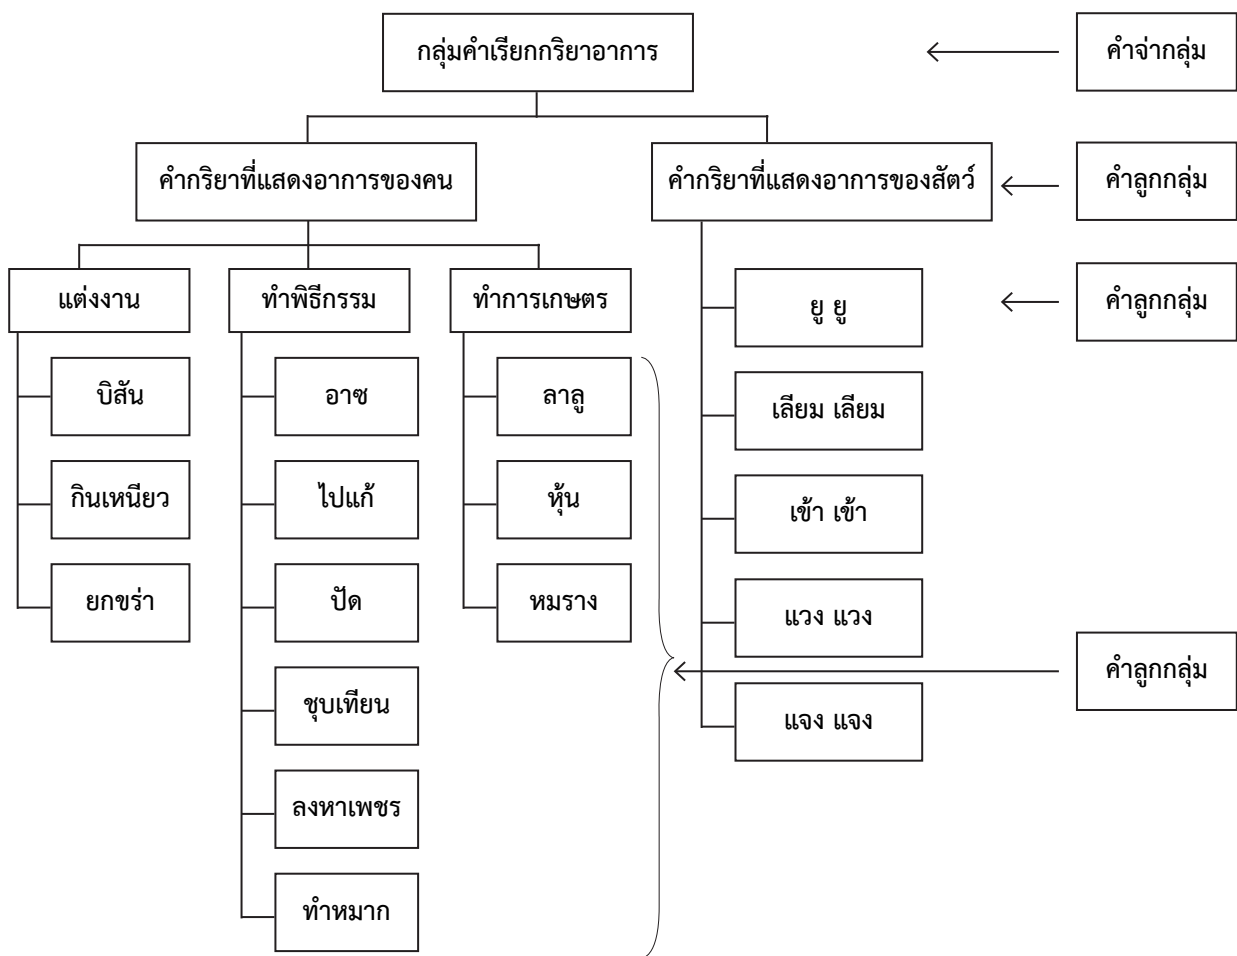 กลุ่มคำเรียกกริยาอาการ
คำจ่ากลุ่ม
คำกริยาที่แสดงอาการของคน
คำกริยาที่แสดงอาการของสัตว์
คำลูกกลุ่ม
แต่งงาน
ทำพิธีกรรม
ทำการเกษตร
ยู ยู
คำลูกกลุ่ม
บิสัน
อาซ
ลาลู
เลียม เลียม
กินเหนียว
ไปแก้
หุ้น
เข้า เข้า
ยกขร่า
ปัด
หมราง
แวง แวง
คำลูกกลุ่ม
ชุบเทียน
แจง แจง
ลงหาเพชร
ทำหมาก